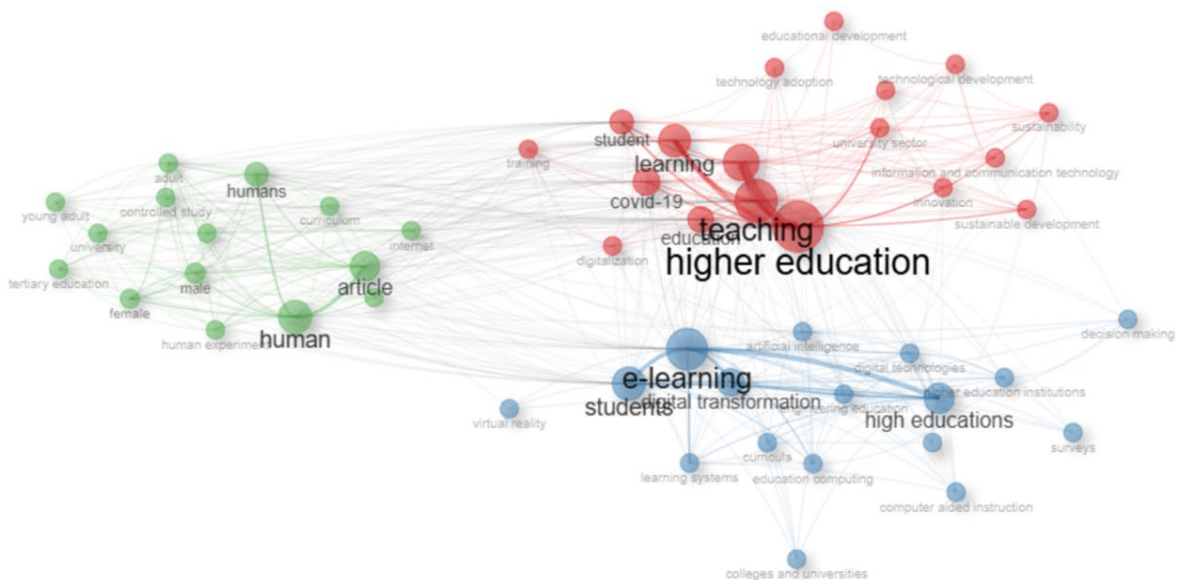 educational development
technology adoption
technological development
sustainability
student
university sector
training
learning
information and communication technology
adult
humans
innovation
covid-19
young adult
controlled study
curriculum
sustainable development
university
internet
education
teaching
digitalization
higher education
tertiary education
male
article
female
human
human experiment
decision making
artificial intelligence
digital technologies
e-learning
higher education institutions
students
digital transformation
engineering education
high educations
virtual reality
surveys
curricula
learning systems
education computing
computer aided instruction
colleges and universities